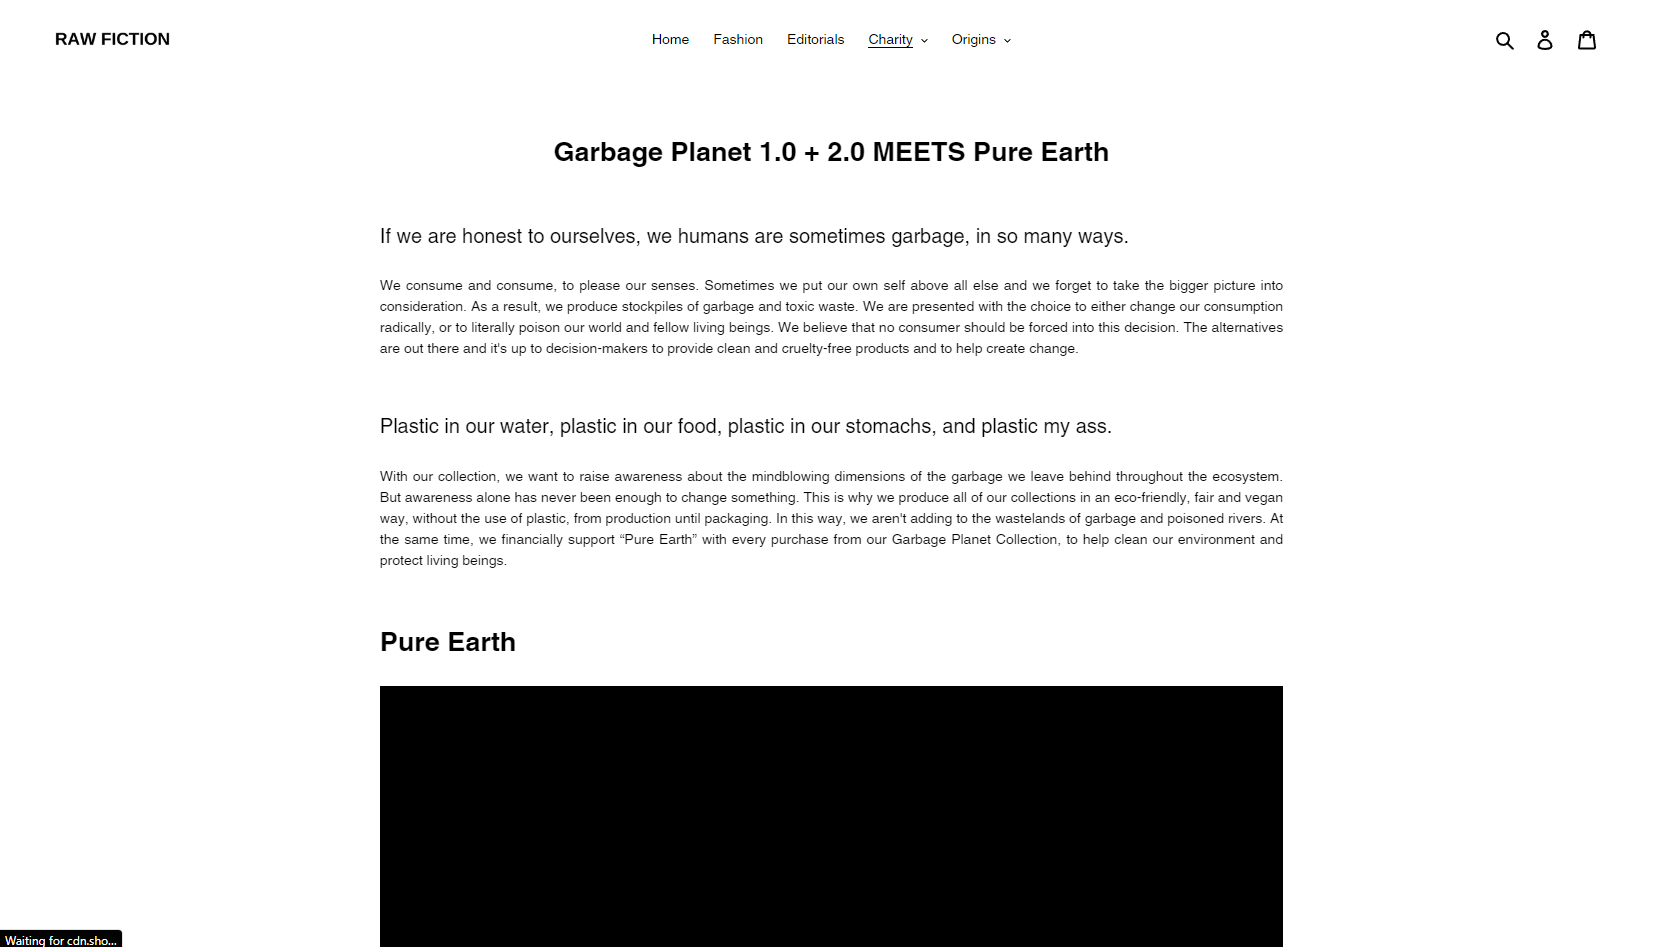 RAW FICTION
Home Fashion Editorials Charity Origins
Garbage Planet 1.0 + 2.0 MEETS Pure Earth
If we are honest to ourselves, we humans are sometimes garbage, in so many ways.
We consume and consume, to please our senses. Sometimes we put our own self above all else and we forget to take the bigger picture into
consideration. As a result, we produce stockpiles of garbage and toxic waste. We are presented with the choice to either change our consumption
radically, or to literally poison our world and fellow living beings. We believe that no consumer should be forced into this decision. The alternatives
are out there and it's up to decision-makers to provide clean and cruelty-free products and to help create change.
Plastic in our water, plastic in our food, plastic in our stomachs, and plastic my ass.
With our collection, we want to raise awareness about the mindblowing dimensions of the garbage we leave behind throughout the ecosystem.
But awareness alone has never been enough to change something. This is why we produce all of our collections in an eco-friendly, fair and vegan
way, without the use of plastic, from production until packaging. In this way, we aren't adding to the wastelands of garbage and poisoned rivers. At
the same time, we financially support “Pure Earth” with every purchase from our Garbage Planet Collection, to help clean our environment and
protect living beings.
Pure Earth
Waiting for cdn.sho...